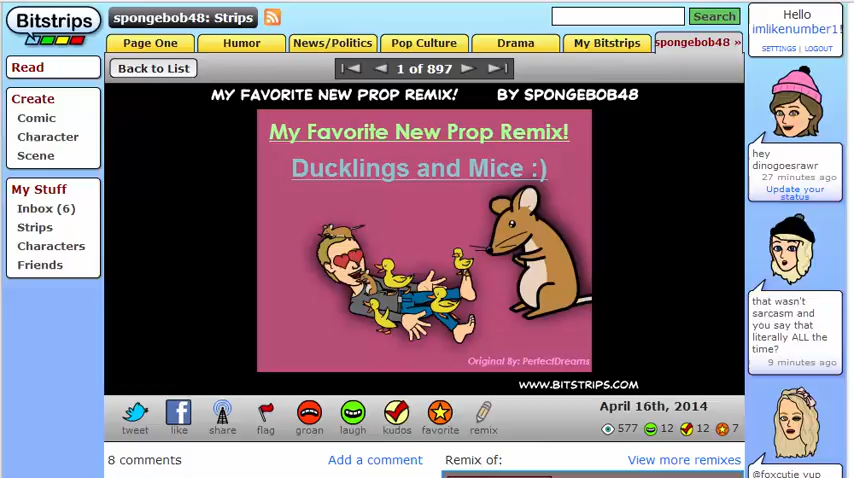 Bitstrips
spongebob48: Strips
Search
Page One
Humor
News/Politics
Pop Culture
Drama
My Bitstrips
spongebob48 »
Hello
imlikenumber1!
SETTINGS | LOGOUT
Read
Create
Comic
Character
Scene
My Stuff
Inbox (6)
Strips
Characters
Friends
Back to List
1 of 897
MY FAVORITE NEW PROP REMIX! BY SPONGEBOB48
My Favorite New Prop Remix!
Ducklings and Mice :)
Original By: PerfectDreams
WWW.BITSTRIPS.COM
tweet
like
share
flag
groan
laugh
kudos
favorite
remix
April 16th, 2014
577 12 12 7
8 comments
Add a comment
Remix of:
View more remixes
hey
dinogoesrawr
27 minutes ago
Update your
status
that wasn't
sarcasm and
you say that
literally ALL the
time?
9 minutes ago
@foxcutie yup